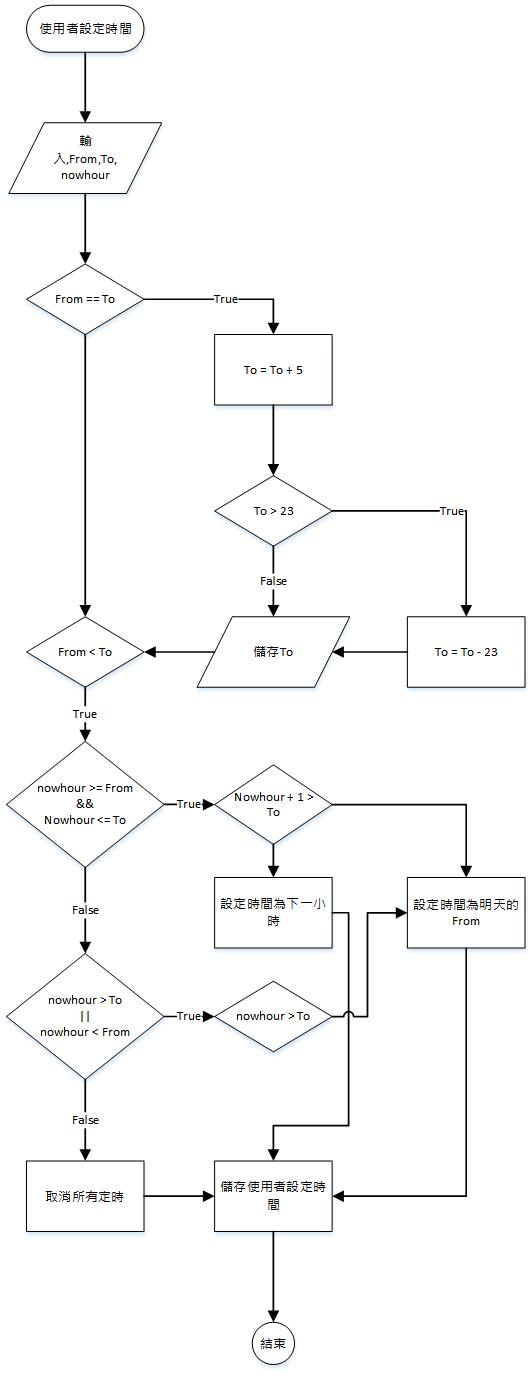 使用者設定時間
輸
入,From,To,
nowhour
From == To
True
To = To + 5
To > 23
True
False
From < To
儲存To
To = To - 23
True
nowhour >= From
&&
Nowhour <= To
True
Nowhour + 1 >
To
設定時間為下一小
時
設定時間為明天的
From
False
nowhour > To
||
nowhour < From
True
nowhour > To
False
取消所有定時
儲存使用者設定時
間
結束